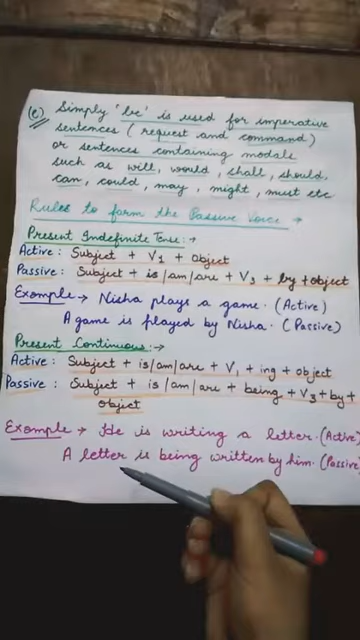 (e) Simply 'be' is used for imperative
sentences (request and command)
or sentences containing modals
such as will, would, shall, should,
can, could, may, might, must etc
Rules to form the Passive Voice →
Present Indefinite Tense:→
Active: Subject + V1 + Object
Passive: Subject + is/am/are + V3 + by + object
Example → Nisha plays a game. (Active)
A game is played by Nisha. (Passive)
Present Continuous:→
Active: Subject + is/am/are + V1 + ing + object
Passive: Subject + is/am/are + being + V3 + by +
object
Example → He is writing a letter. (Active)
A letter is being written by him. (Passive